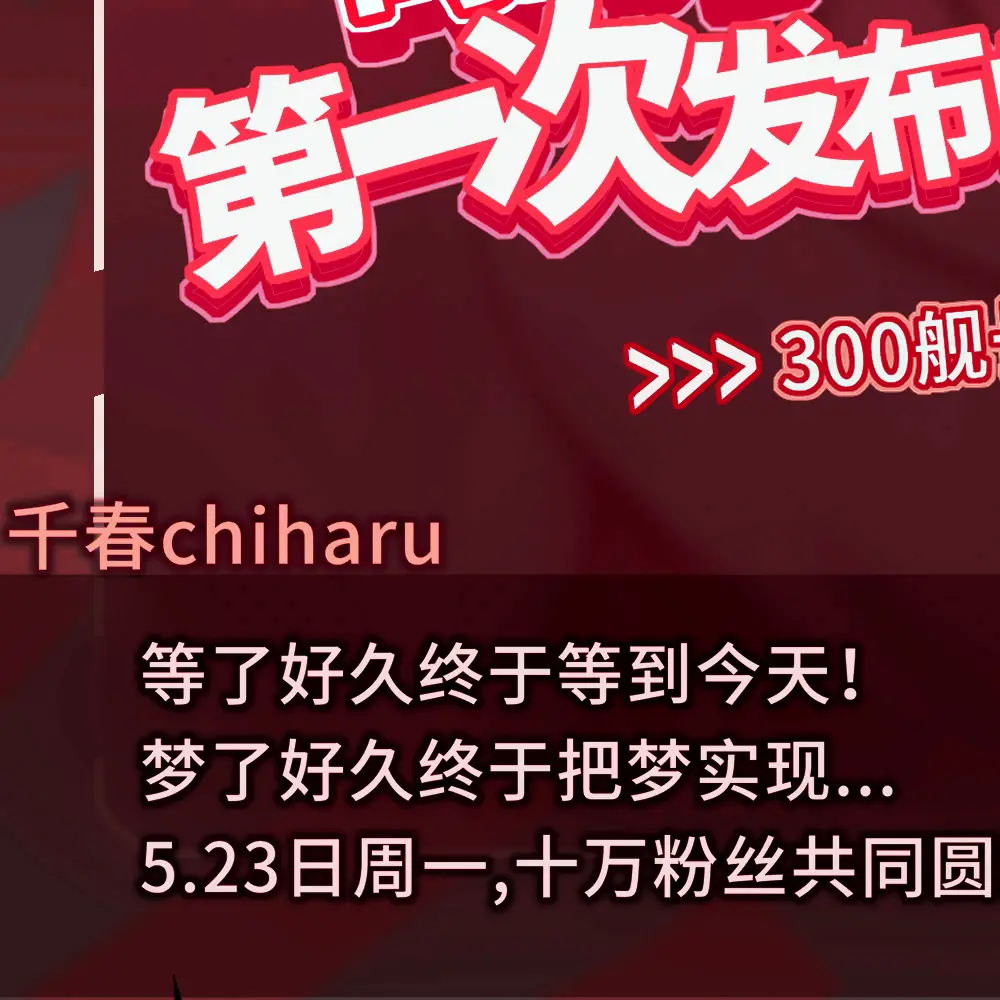 第一次发布
>>> 300舰
千春chiharu
等了好久终于等到今天！
梦了好久终于把梦实现...
5.23日周一,十万粉丝共同圆